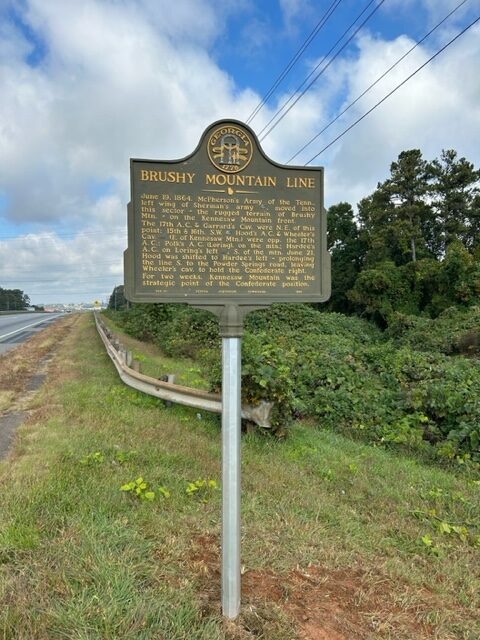 GEORGIA
1776
BRUSHY MOUNTAIN LINE
June 19, 1864. McPherson's Army of the Tenn.,
left wing of Sherman's army - moved into
this sector - the rugged terrain of Brushy
Mtn. - on the Kennesaw Mountain front.
The 17th A.C. & Garrard's Cav. were N.E. of this
point; 15th & 16th, S.W. Hood's A.C. & Wheeler's
Cav. of Kennesaw Mtn.) were opp. the 17th
A.C.; Polk's A.C. (Loring) on the mtn.; Hardee's
A.C. on Loring's left S. of the mtn. June 21,
Hood was shifted to Hardee's left - prolonging
the line S. to the Powder Springs road, leaving
Wheeler's cav. to hold the Confederate right.
For two weeks, Kennesaw Mountain was the
strategic point of the Confederate position.
GEORGIA HISTORICAL COMMISSION